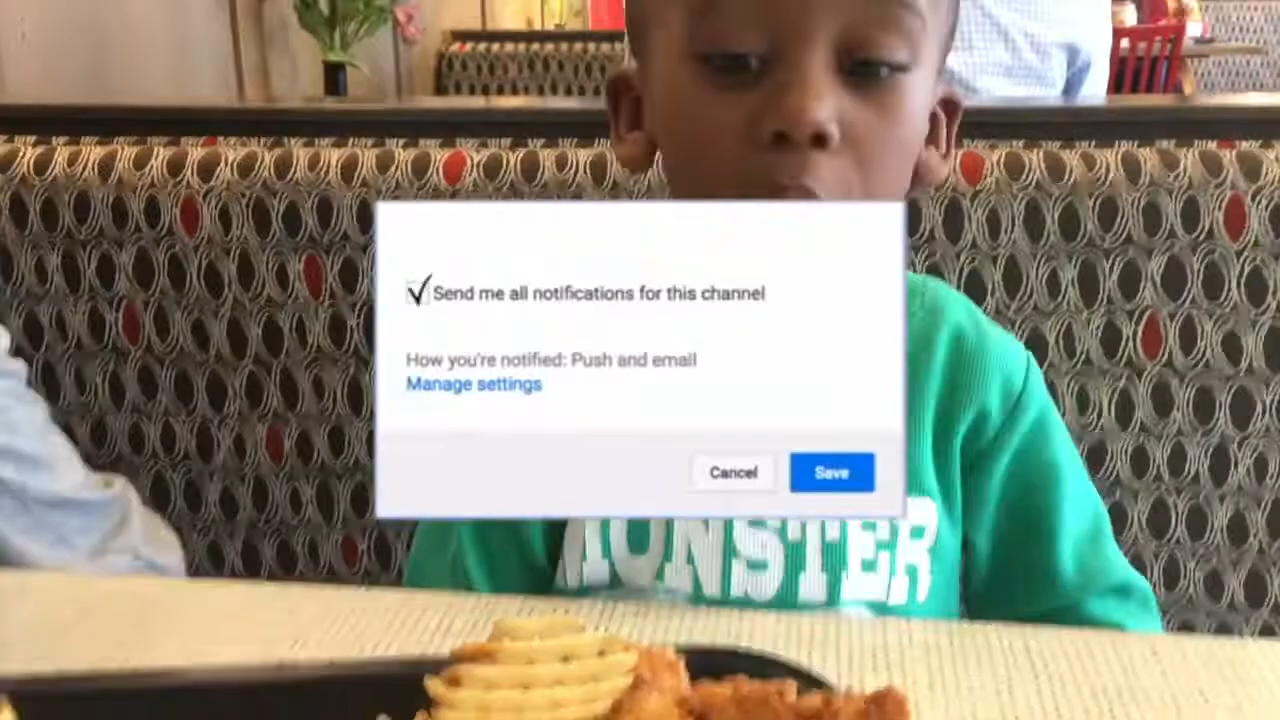 Send me all notifications for this channel
How you're notified: Push and email
Manage settings
Cancel Save
MONSTER